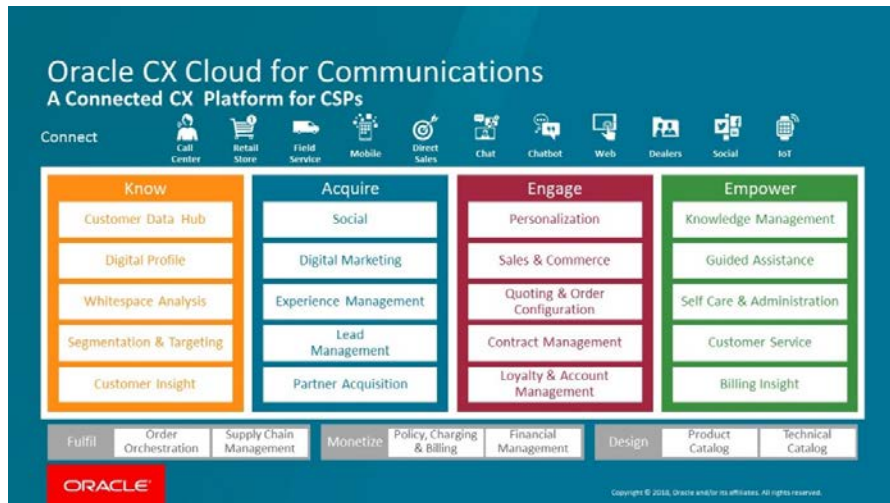 Oracle CX Cloud for Communications
A Connected CX Platform for CSPs
Connect
Call
Center
Retail
Store
Field
Service
Mobile
Direct
Sales
Chat
Chatbot
Web
Dealers
Social
IoT
Know
Customer Data Hub
Digital Profile
Whitespace Analysis
Segmentation & Targeting
Customer Insight
Acquire
Social
Digital Marketing
Experience Management
Lead
Management
Partner Acquisition
Engage
Personalization
Sales & Commerce
Quoting & Order
Configuration
Contract Management
Loyalty & Account
Management
Empower
Knowledge Management
Guided Assistance
Self Care & Administration
Customer Service
Billing Insight
Fulfil
Order
Orchestration
Supply Chain
Management
Monetize
Policy, Charging
& Billing
Financial
Management
Design
Product
Catalog
Technical
Catalog
ORACLE
Copyright © 2018, Oracle and/or its affiliates. All rights reserved.